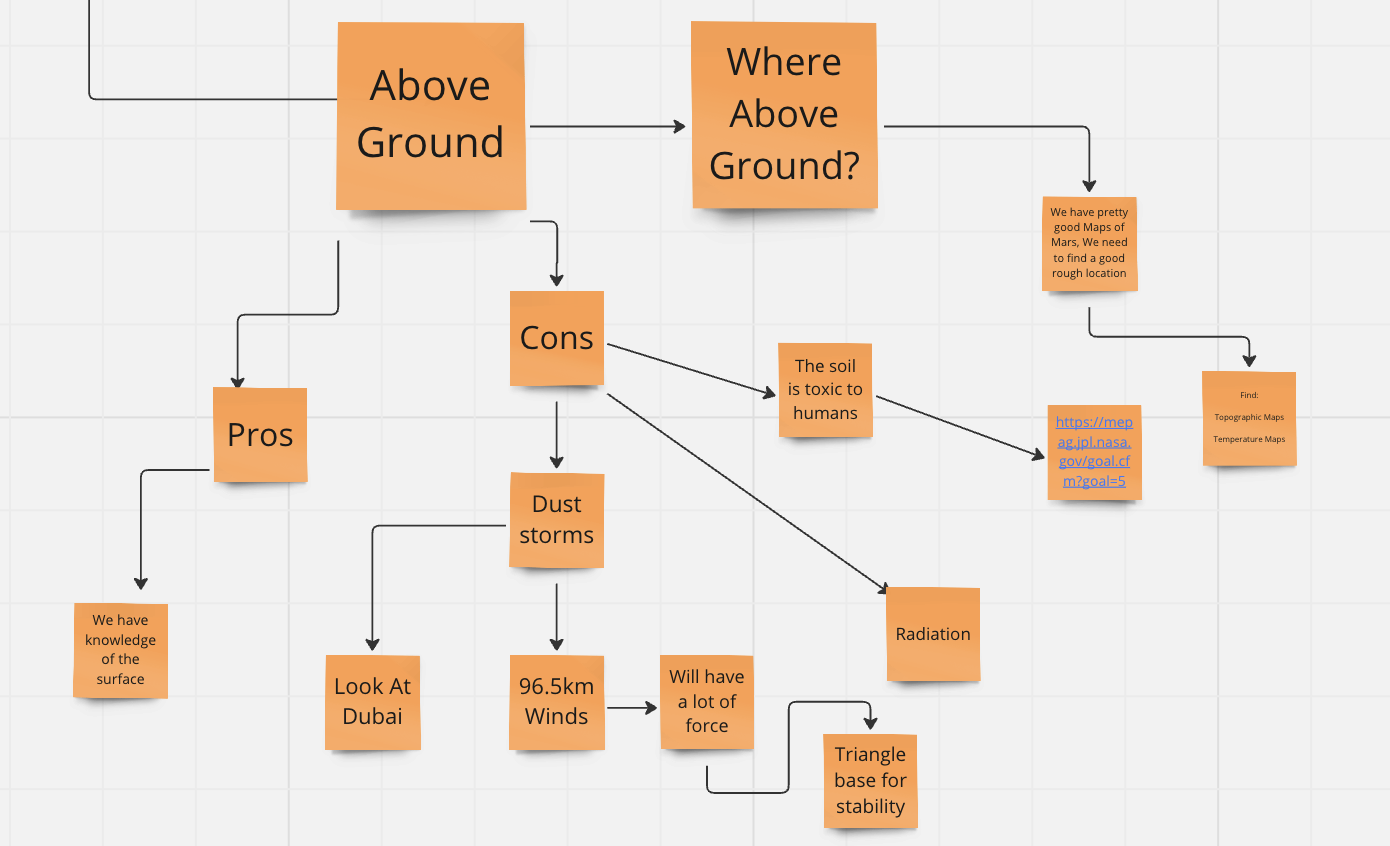 Above
Ground
Where
Above
Ground?
We have pretty
good Maps of
Mars, We need
to find a good
rough location
Cons
The soil
is toxic to
humans
Find:
Topographic Maps
Temperature Maps
Pros
https://mep
ag.jpl.nasa.
gov/goal.cf
m?goal=5
Dust
storms
Radiation
We have
knowledge
of the
surface
Look At
Dubai
96.5km
Winds
Will have
a lot of
force
Triangle
base for
stability